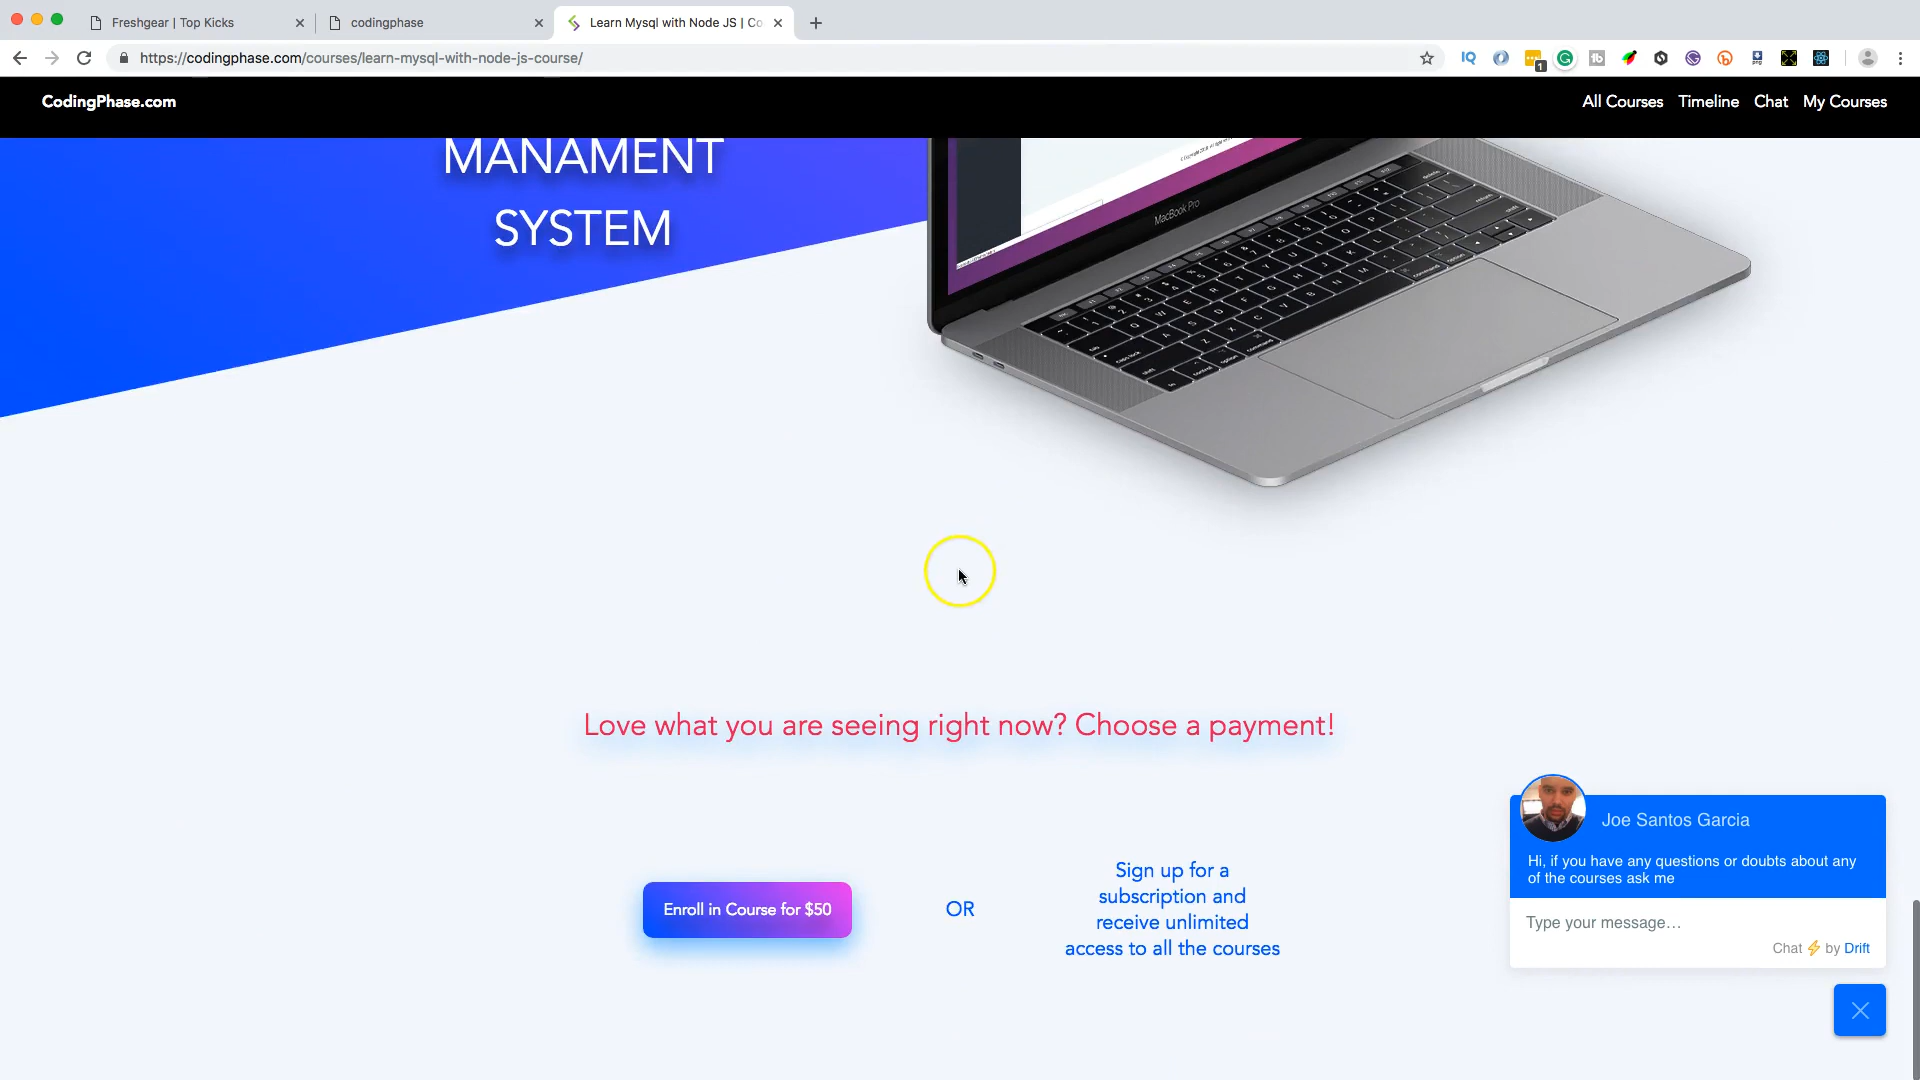 Freshgear | Top Kicks
codingphase
Learn Mysql with Node JS | Co
https://codingphase.com/courses/learn-mysql-with-node-js-course/
IQ
1
CodingPhase.com
All Courses
Timeline
Chat
My Courses
MANAMENT
SYSTEM
MacBook Pro
Love what you are seeing right now? Choose a payment!
Enroll in Course for $50
OR
Sign up for a
subscription and
receive unlimited
access to all the courses
Joe Santos Garcia
Hi, if you have any questions or doubts about any
of the courses ask me
Type your message…
Chat ⚡ by Drift